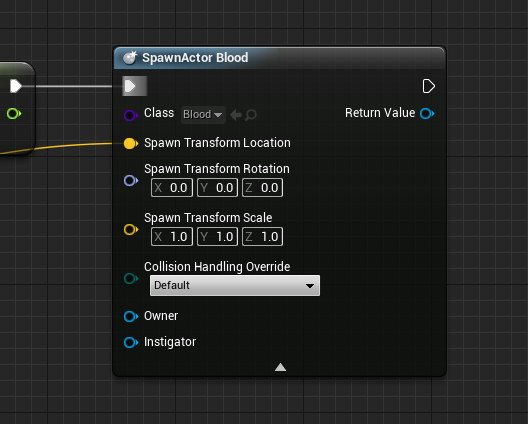 SpawnActor Blood
Class Blood Return Value
Spawn Transform Location
Spawn Transform Rotation
X 0.0 Y 0.0 Z 0.0
Spawn Transform Scale
X 1.0 Y 1.0 Z 1.0
Collision Handling Override
Default
Owner
Instigator